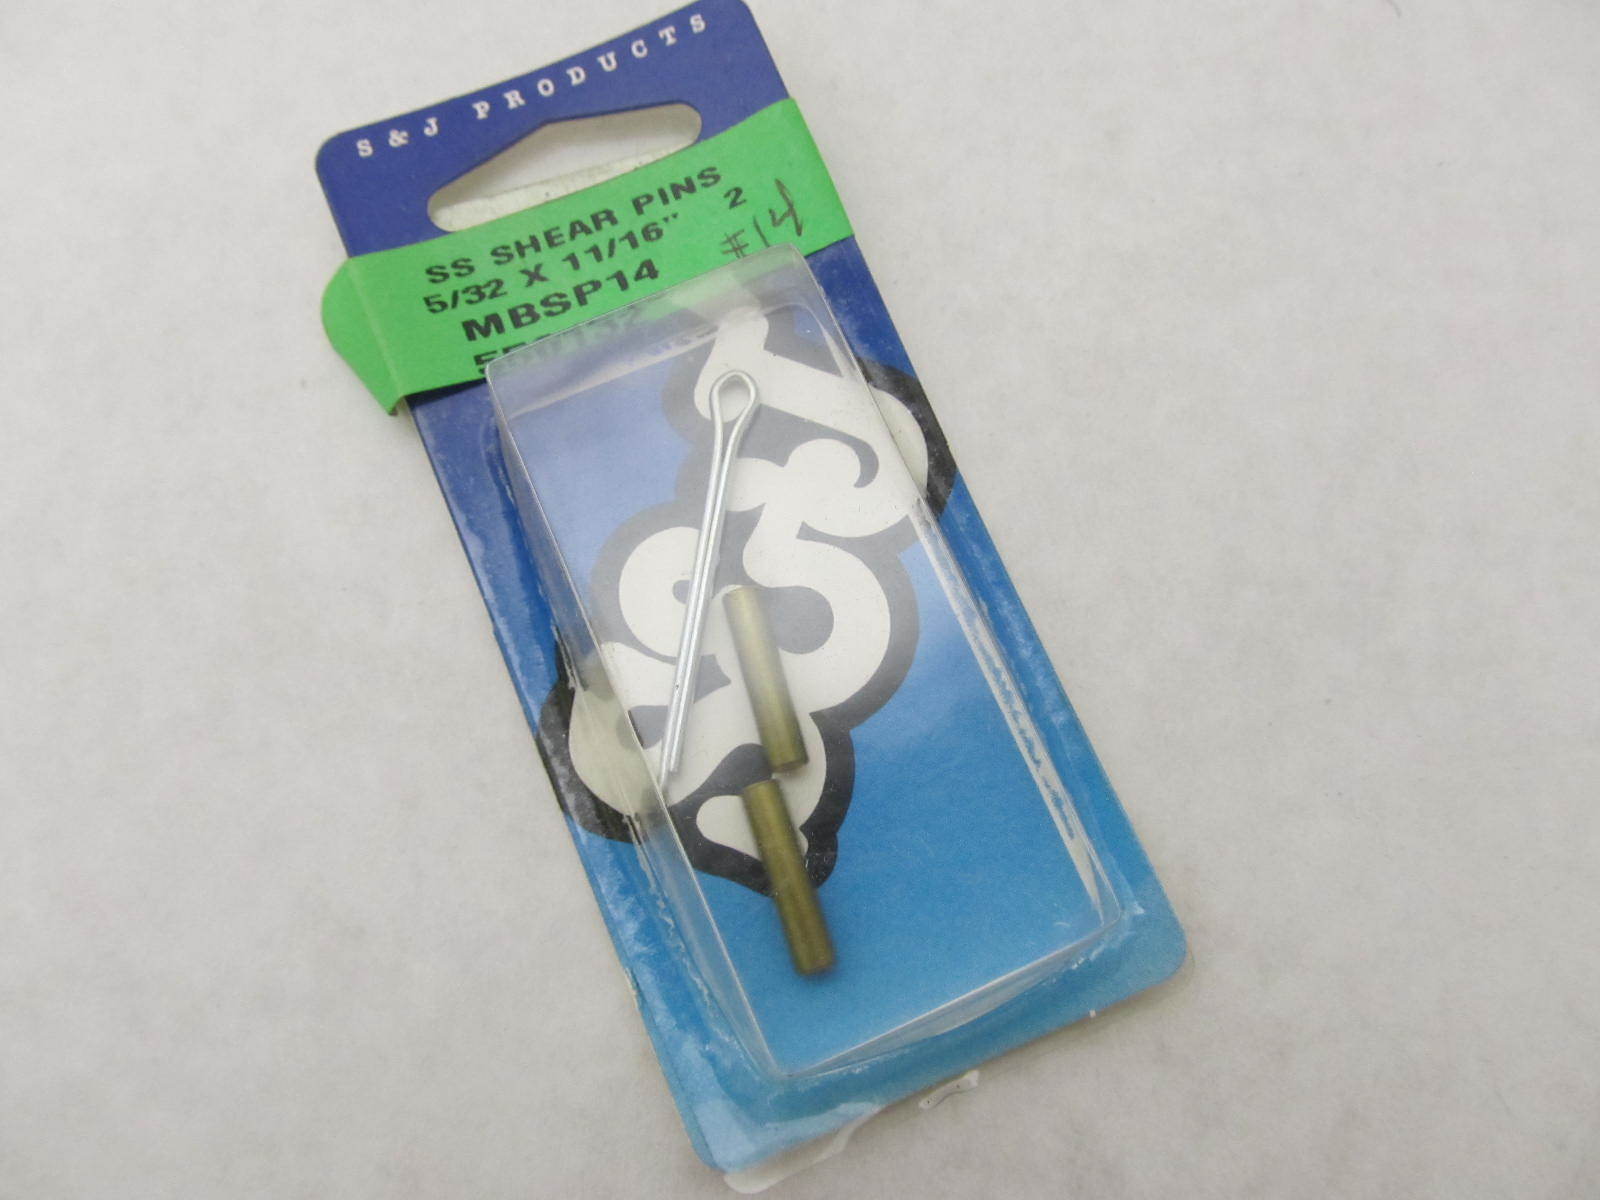 S & J PRODUCTS
SS SHEAR PINS
5/32 X 11/16" 2
MBSP14 #14
S&J